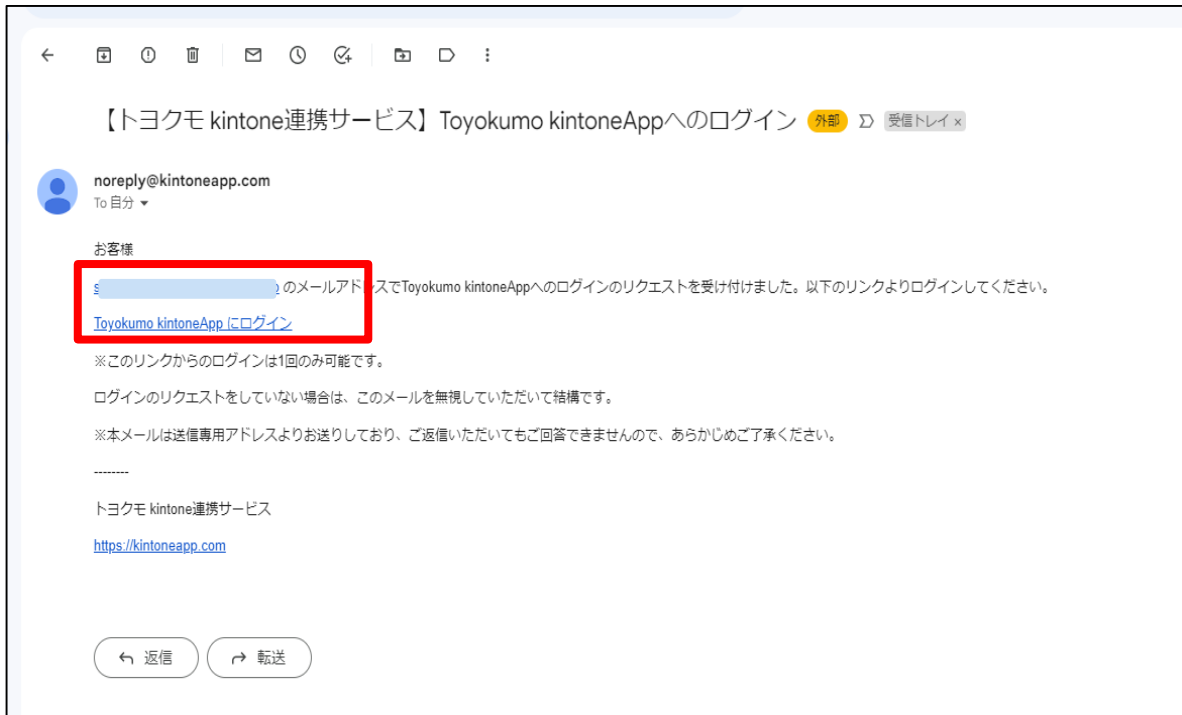 【トヨクモ kintone連携サービス】Toyokumo kintoneAppへのログイン 外部 受信トレイ ×
noreply@kintoneapp.com
To 自分
お客様
のメールアドレスでToyokumo kintoneAppへのログインのリクエストを受け付けました。以下のリンクよりログインしてください。
Toyokumo kintoneApp にログイン
※このリンクからのログインは1回のみ可能です。
ログインのリクエストをしていない場合は、このメールを無視していただいて結構です。
※本メールは送信専用アドレスよりお送りしており、ご返信いただいてもご回答できませんので、あらかじめご了承ください。
--------
トヨクモ kintone連携サービス
https://kintoneapp.com
返信 転送